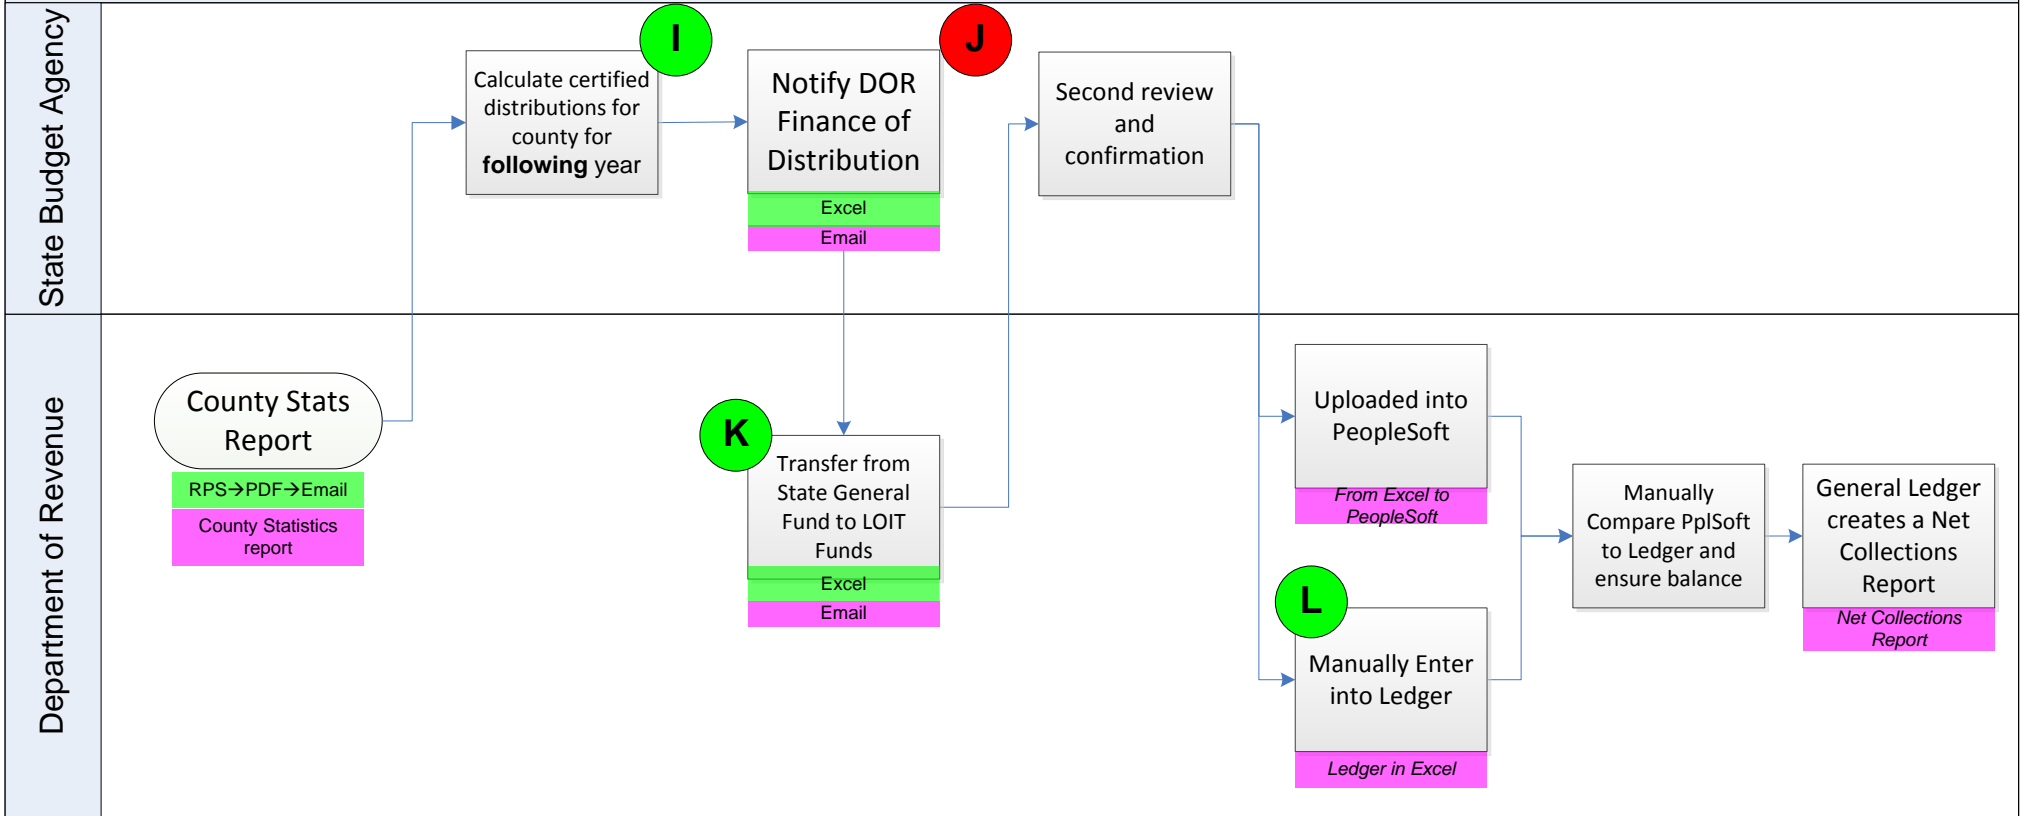 State Budget Agency
I
Calculate certified
distributions for
county for
following year
J
Notify DOR
Finance of
Distribution
Excel
Email
Second review
and
confirmation
Department of Revenue
County Stats
Report
RPS→PDF→Email
County Statistics
report
K
Transfer from
State General
Fund to LOIT
Funds
Excel
Email
Uploaded into
PeopleSoft
From Excel to
PeopleSoft
L
Manually Enter
into Ledger
Ledger in Excel
Manually
Compare PplSoft
to Ledger and
ensure balance
General Ledger
creates a Net
Collections
Report
Net Collections
Report